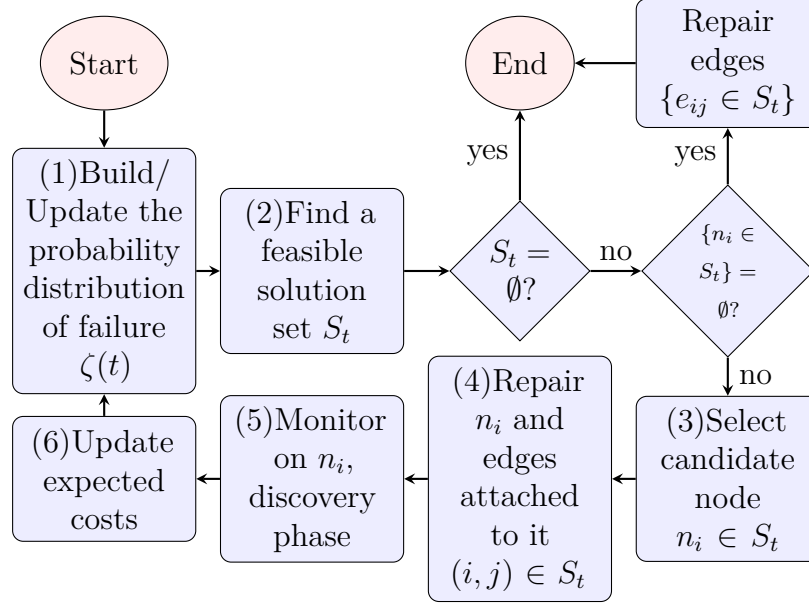 Start
End
Repair
edges
{e_{ij} ∈ S_t}
yes
yes
(1)Build/
Update the
probability
distribution
of failure
ζ(t)
(2)Find a
feasible
solution
set S_t
S_t =
∅?
no
{n_i ∈
S_t} =
∅?
no
(3)Select
candidate
node
n_i ∈ S_t
(4)Repair
n_i and
edges
attached
to it
(i, j) ∈ S_t
(5)Monitor
on n_i,
discovery
phase
(6)Update
expected
costs